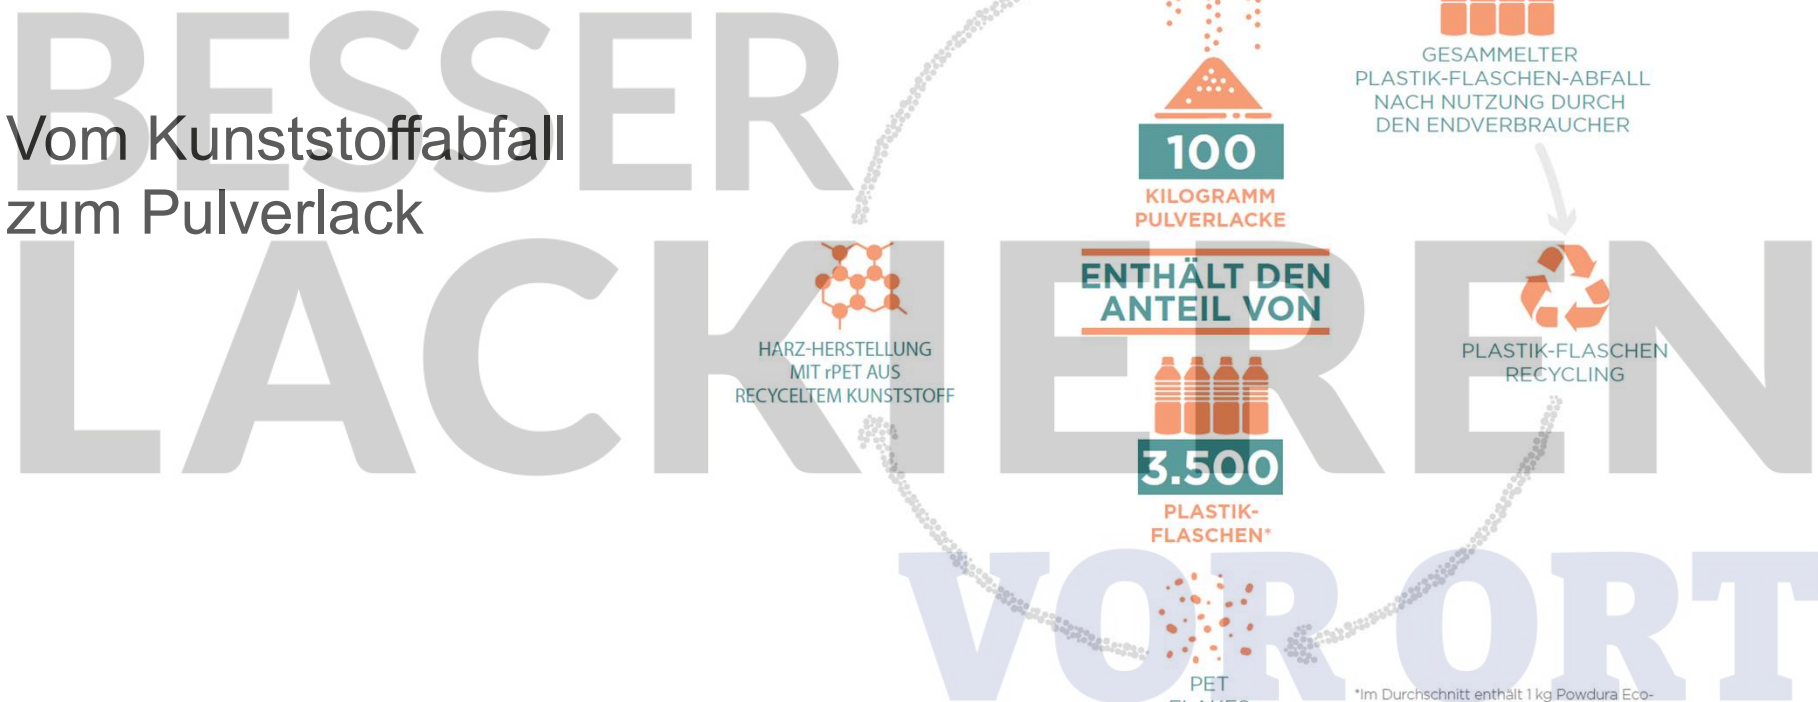 BESSER
LACKIEREN
VOR ORT
Vom Kunststoffabfall
zum Pulverlack
100
KILOGRAMM
PULVERLACKE
ENTHÄLT DEN
ANTEIL VON
3.500
PLASTIK-
FLASCHEN*
GESAMMELTER
PLASTIK-FLASCHEN-ABFALL
NACH NUTZUNG DURCH
DEN ENDVERBRAUCHER
PLASTIK-FLASCHEN
RECYCLING
PET
FLAKES
HARZ-HERSTELLUNG
MIT rPET AUS
RECYCELTEM KUNSTSTOFF
*Im Durchschnitt enthält 1 kg Powdura Eco-